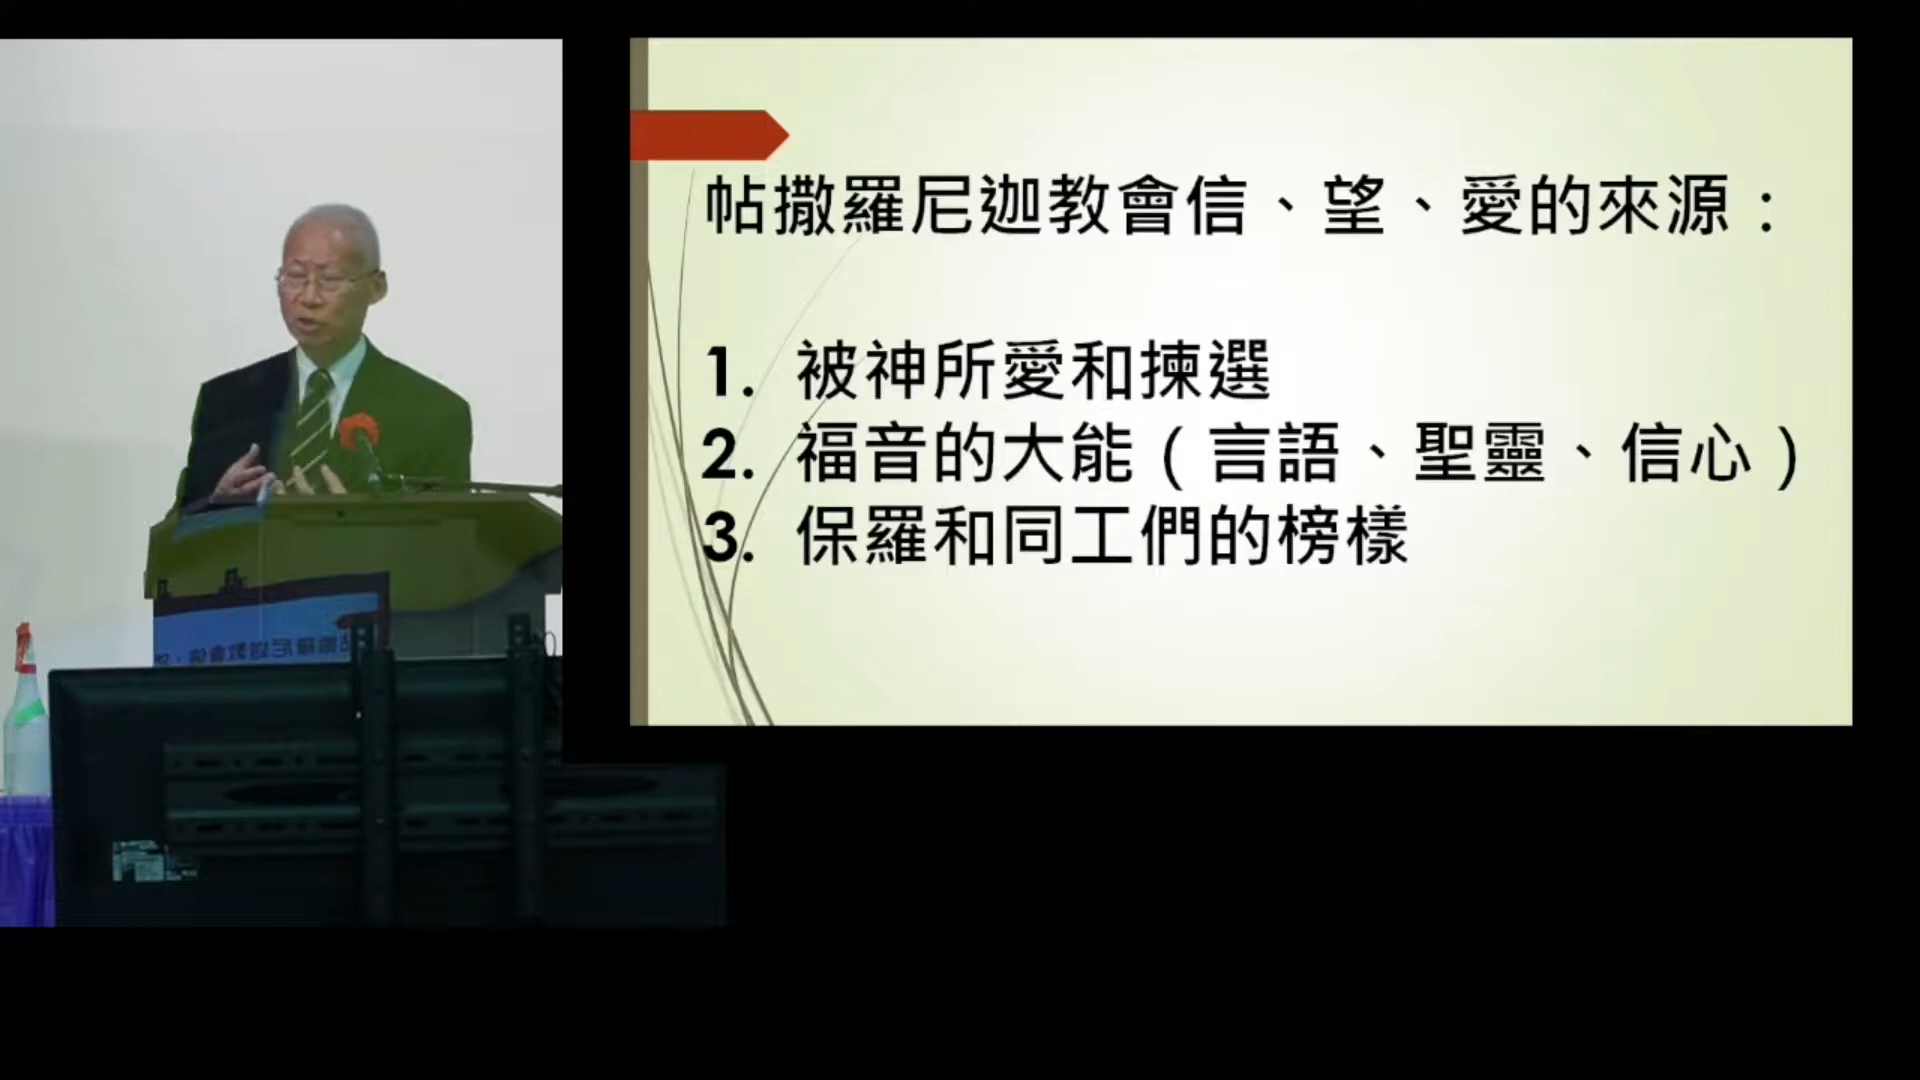 帖撒羅尼迦教會信、望、愛的來源：
1. 被神所愛和揀選
2. 福音的大能（言語、聖靈、信心）
3. 保羅和同工們的榜樣